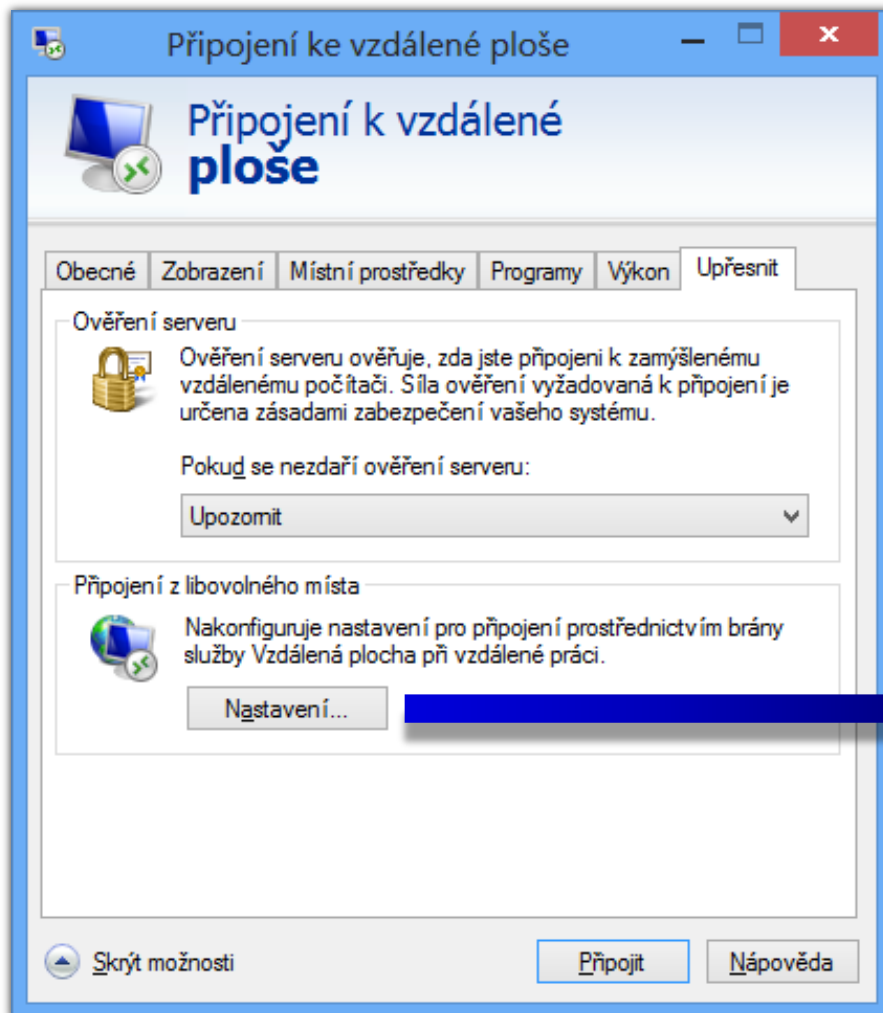 Připojení ke vzdálené ploše
Připojení k vzdálené
ploše
Obecné Zobrazení Místní prostředky Programy Výkon Upřesnit
Ověření serveru
Ověření serveru ověřuje, zda jste připojeni k zamýšlenému
vzdálenému počítači. Síla ověření vyžadovaná k připojení je
určena zásadami zabezpečení vašeho systému.
Pokud se nezdaří ověření serveru:
Upozornit
Připojení z libovolného místa
Nakonfiguruje nastavení pro připojení prostřednictvím brány
služby Vzdálená plocha při vzdálené práci.
Nastavení...
Skrýt možnosti
Připojit
Nápověda